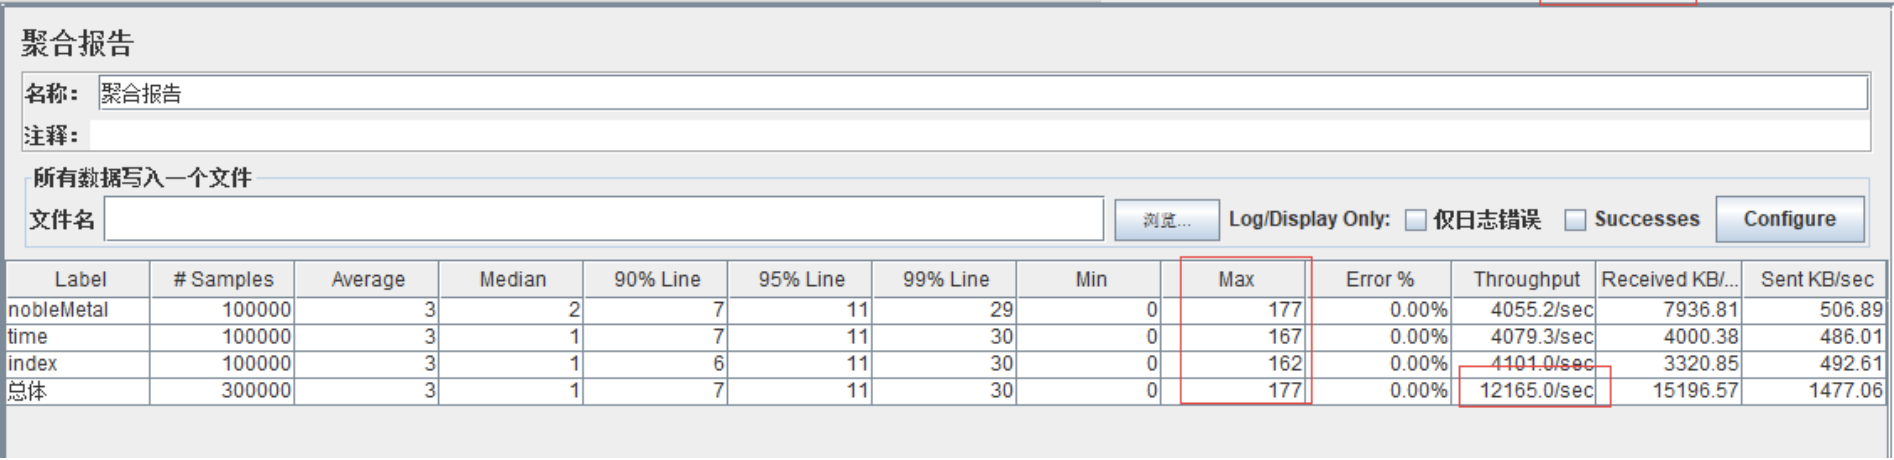 聚合报告
名称： 聚合报告
注释：
所有数据写入一个文件
文件名 浏览... Log/Display Only: 仅日志错误 Successes Configure
Label # Samples Average Median 90% Line 95% Line 99% Line Min Max Error % Throughput Received KB/... Sent KB/sec
nobleMetal 100000 3 2 7 11 29 0 177 0.00% 4055.2/sec 7936.81 506.89
time 100000 3 1 7 11 30 0 167 0.00% 4079.3/sec 4000.38 486.01
index 100000 3 1 6 11 30 0 162 0.00% 4101.0/sec 3320.85 492.61
总体 300000 3 1 7 11 30 0 177 0.00% 12165.0/sec 15196.57 1477.06